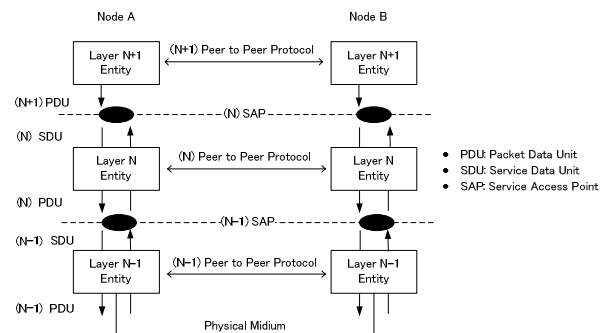 Node A
Node B
Layer N+1
Entity
(N+1) Peer to Peer Protocol
Layer N+1
Entity
(N+1) PDU
(N) SAP
(N) SDU
Layer N
Entity
(N) Peer to Peer Protocol
Layer N
Entity
● PDU: Packet Data Unit
● SDU: Service Data Unit
● SAP: Service Access Point
(N) PDU
(N-1) SAP
(N-1) SDU
Layer N-1
Entity
(N-1) Peer to Peer Protocol
Layer N-1
Entity
(N-1) PDU
Physical Midium